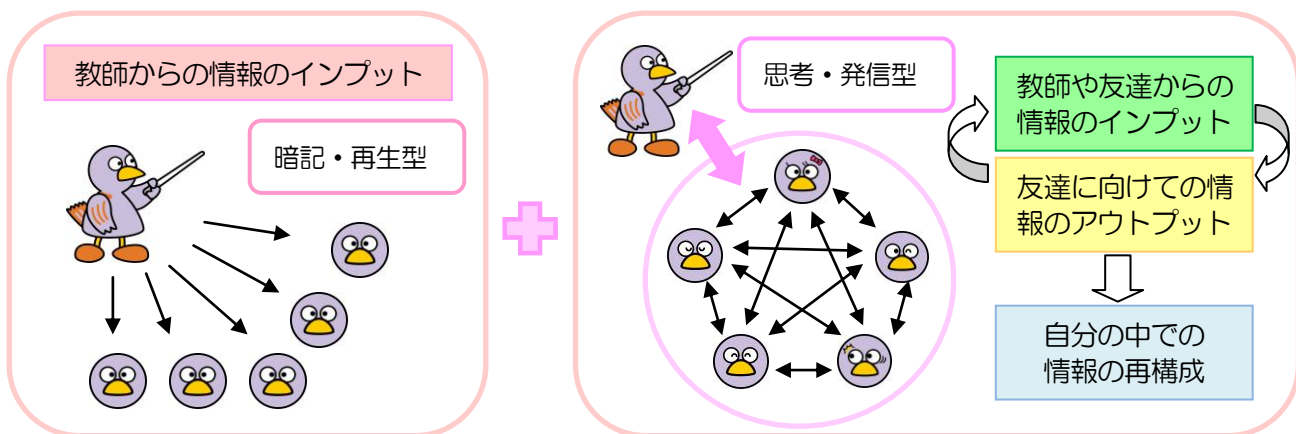 教師からの情報のインプット
暗記・再生型
思考・発信型
教師や友達からの
情報のインプット
友達に向けての情
報のアウトプット
自分の中での
情報の再構成